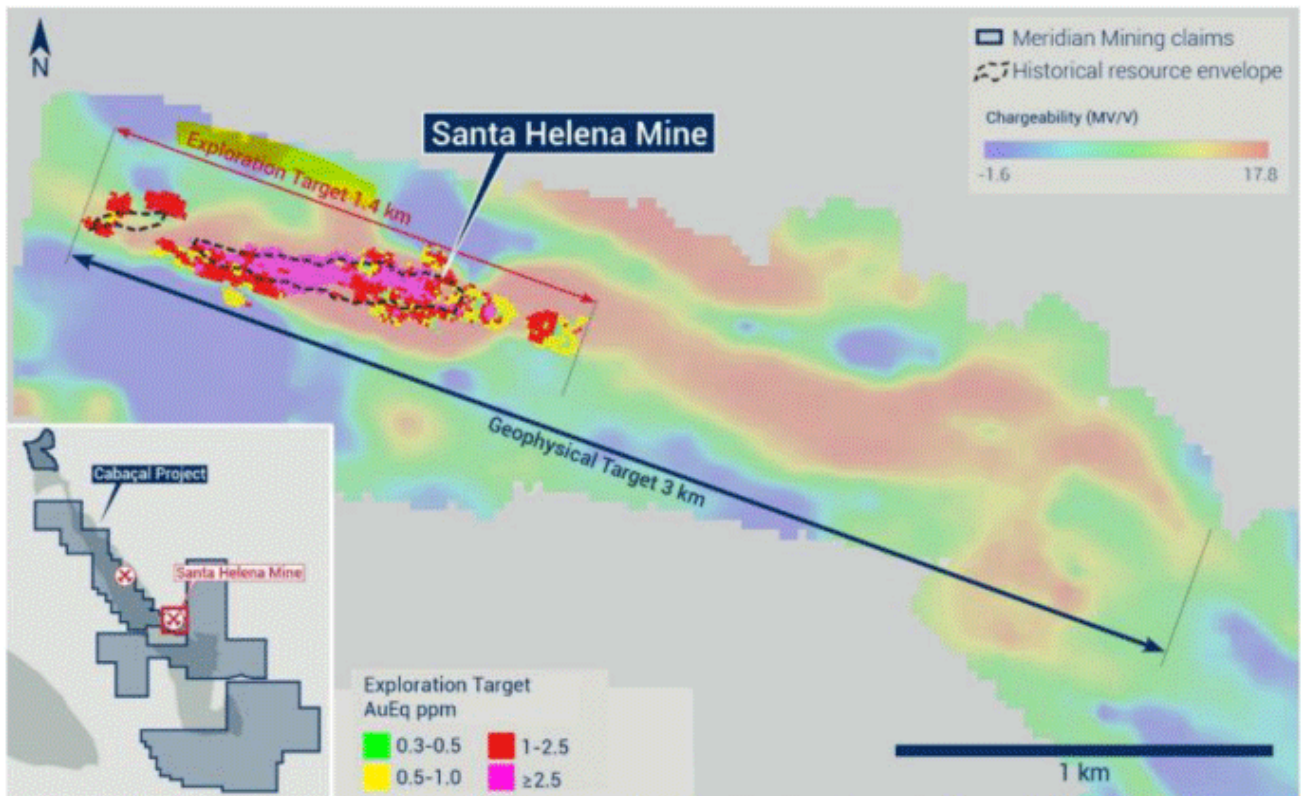 N
Meridian Mining claims
Historical resource envelope
Chargeability (MV/V)
-1.6
17.8
Santa Helena Mine
Exploration Target 1.4 km
Geophysical Target 3 km
Cabaçal Project
Santa Helena Mine
Exploration Target
AuEq ppm
0.3-0.5
1-2.5
0.5-1.0
≥2.5
1 km